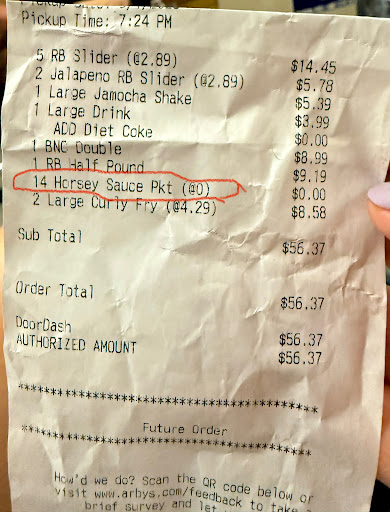 Pickup Time: 7:24 PM
5 RB Slider (@2.89) $14.45
2 Jalapeno RB Slider (@2.89) $5.78
1 Large Jamocha Shake $5.39
1 Large Drink $3.99
ADD Diet Coke $0.00
1 BNC Double $8.99
1 RB Half Pound $9.19
14 Horsey Sauce Pkt (@0) $0.00
2 Large Curly Fry (@4.29) $8.58
Sub Total $56.37
Order Total $56.37
DoorDash $56.37
AUTHORIZED AMOUNT $56.37
****************************************
Future Order
****************************************
How'd we do? Scan the QR code below or
visit www.arbys.com/feedback to take
brief survey and let